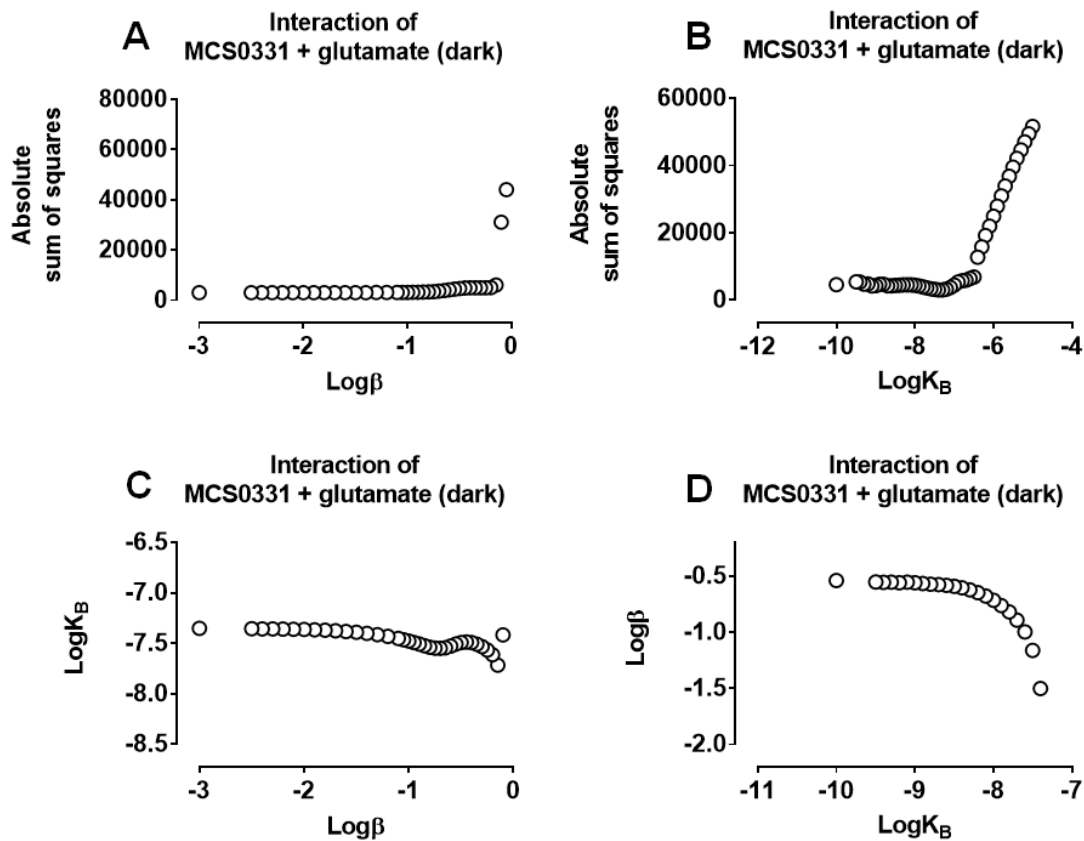 A
Interaction of
MCS0331 + glutamate (dark)
Absolute
sum of squares
80000
60000
40000
20000
0
-3
-2
-1
0
Logβ
B
Interaction of
MCS0331 + glutamate (dark)
Absolute
sum of squares
60000
40000
20000
0
-12
-10
-8
-6
-4
LogK_B
C
Interaction of
MCS0331 + glutamate (dark)
LogK_B
-6.5
-7.0
-7.5
-8.0
-8.5
-3
-2
-1
0
Logβ
D
Interaction of
MCS0331 + glutamate (dark)
Logβ
-0.5
-1.0
-1.5
-2.0
-11
-10
-9
-8
-7
LogK_B